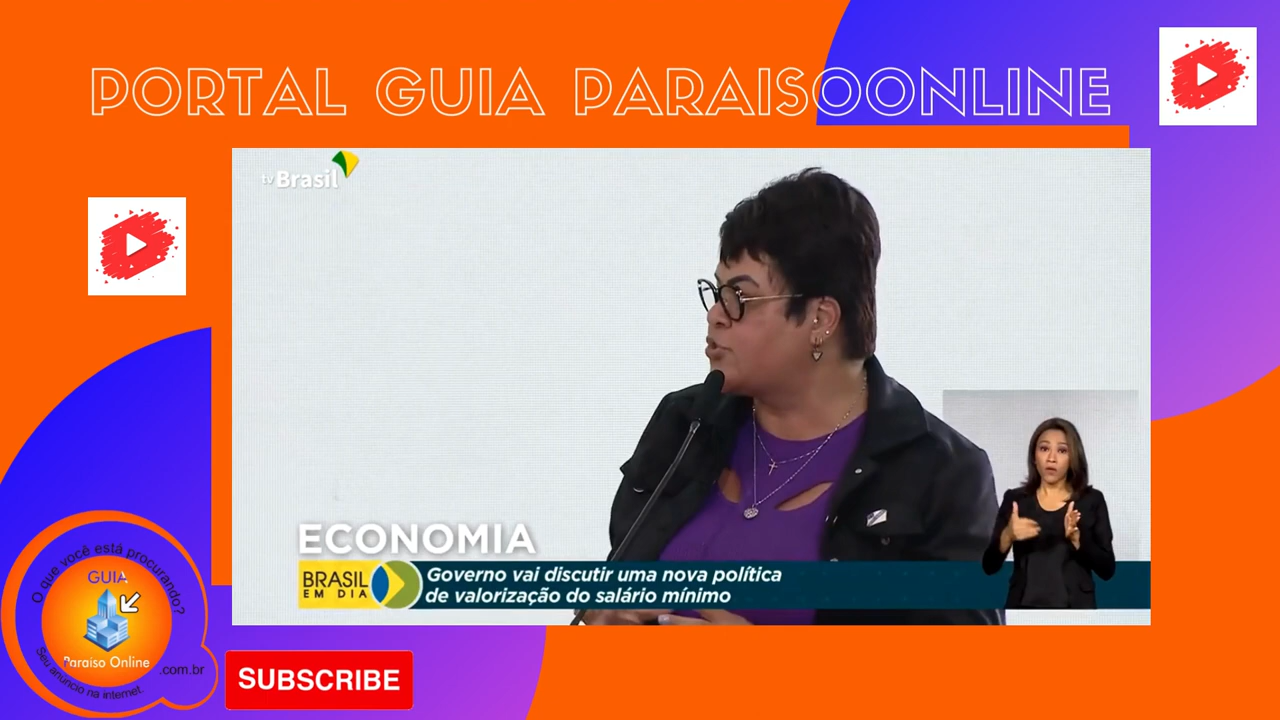 PORTAL GUIA PARAISOONLINE
tv Brasil
ECONOMIA
BRASIL
EM DIA
Governo vai discutir uma nova política
de valorização do salário mínimo
O que você está procurando?
GUIA
Paraiso Online
.com.br
Seu anuncio na internet.
SUBSCRIBE